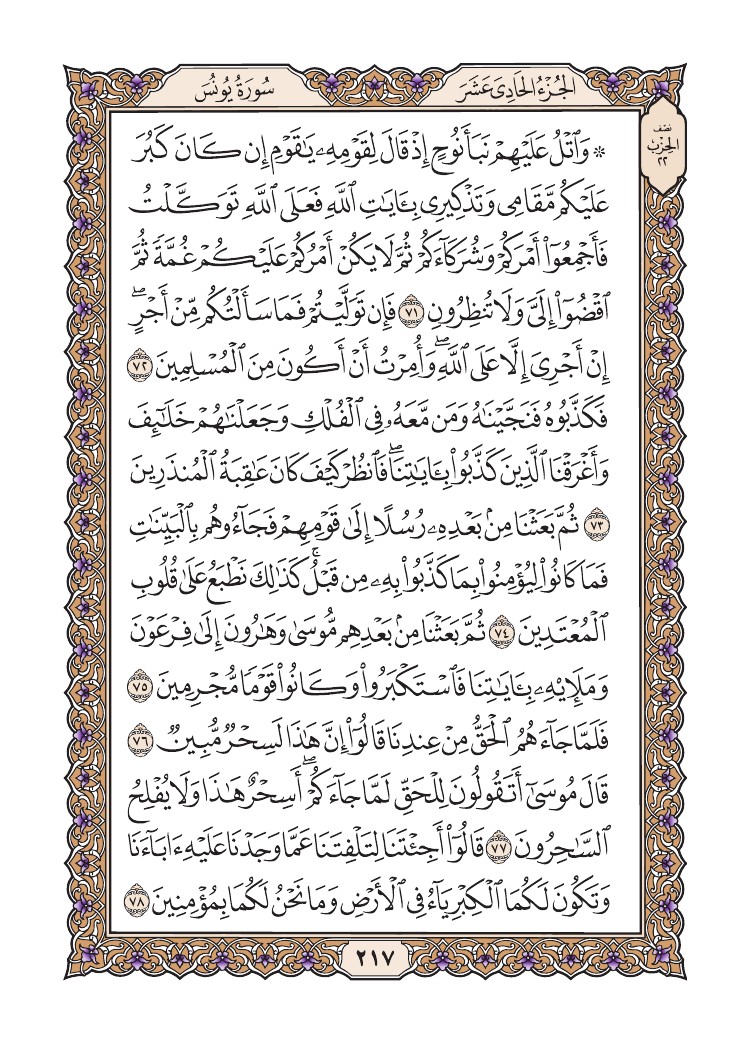 سُورَةُ يُونُسَ
الجُزْءُ الحَادِى عَشَرَ
نصف
الحِزْبِ
٢٢
۞ وَٱتْلُ عَلَيْهِمْ نَبَأَ نُوحٍ إِذْ قَالَ لِقَوْمِهِۦ يَٰقَوْمِ إِن كَانَ كَبُرَ
عَلَيْكُم مَّقَامِى وَتَذْكِيرِى بِـَٔايَٰتِ ٱللَّهِ فَعَلَى ٱللَّهِ تَوَكَّلْتُ
فَأَجْمِعُوٓا۟ أَمْرَكُمْ وَشُرَكَآءَكُمْ ثُمَّ لَا يَكُنْ أَمْرُكُمْ عَلَيْكُمْ غُمَّةً ثُمَّ
ٱقْضُوٓا۟ إِلَىَّ وَلَا تُنظِرُونِ ٧١ فَإِن تَوَلَّيْتُمْ فَمَا سَأَلْتُكُم مِّنْ أَجْرٍ ۖ
إِنْ أَجْرِىَ إِلَّا عَلَى ٱللَّهِ ۖ وَأُمِرْتُ أَنْ أَكُونَ مِنَ ٱلْمُسْلِمِينَ ٧٢
فَكَذَّبُوهُ فَنَجَّيْنَٰهُ وَمَن مَّعَهُۥ فِى ٱلْفُلْكِ وَجَعَلْنَٰهُمْ خَلَٰٓئِفَ
وَأَغْرَقْنَا ٱلَّذِينَ كَذَّبُوا۟ بِـَٔايَٰتِنَا ۖ فَٱنظُرْ كَيْفَ كَانَ عَٰقِبَةُ ٱلْمُنذَرِينَ
٧٣ ثُمَّ بَعَثْنَا مِنۢ بَعْدِهِۦ رُسُلًا إِلَىٰ قَوْمِهِمْ فَجَآءُوهُم بِٱلْبَيِّنَٰتِ
فَمَا كَانُوا۟ لِيُؤْمِنُوا۟ بِمَا كَذَّبُوا۟ بِهِۦ مِن قَبْلُ ۚ كَذَٰلِكَ نَطْبَعُ عَلَىٰ قُلُوبِ
ٱلْمُعْتَدِينَ ٧٤ ثُمَّ بَعَثْنَا مِنۢ بَعْدِهِم مُّوسَىٰ وَهَٰرُونَ إِلَىٰ فِرْعَوْنَ
وَمَلَإِي۟هِۦ بِـَٔايَٰتِنَا فَٱسْتَكْبَرُوا۟ وَكَانُوا۟ قَوْمًا مُّجْرِمِينَ ٧٥
فَلَمَّا جَآءَهُمُ ٱلْحَقُّ مِنْ عِندِنَا قَالُوٓا۟ إِنَّ هَٰذَا لَسِحْرٌ مُّبِينٌ ٧٦
قَالَ مُوسَىٰٓ أَتَقُولُونَ لِلْحَقِّ لَمَّا جَآءَكُمْ ۖ أَسِحْرٌ هَٰذَا وَلَا يُفْلِحُ
ٱلسَّٰحِرُونَ ٧٧ قَالُوٓا۟ أَجِئْتَنَا لِتَلْفِتَنَا عَمَّا وَجَدْنَا عَلَيْهِ ءَابَآءَنَا
وَتَكُونَ لَكُمَا ٱلْكِبْرِيَآءُ فِى ٱلْأَرْضِ وَمَا نَحْنُ لَكُمَا بِمُؤْمِنِينَ ٧٨
٢١٧